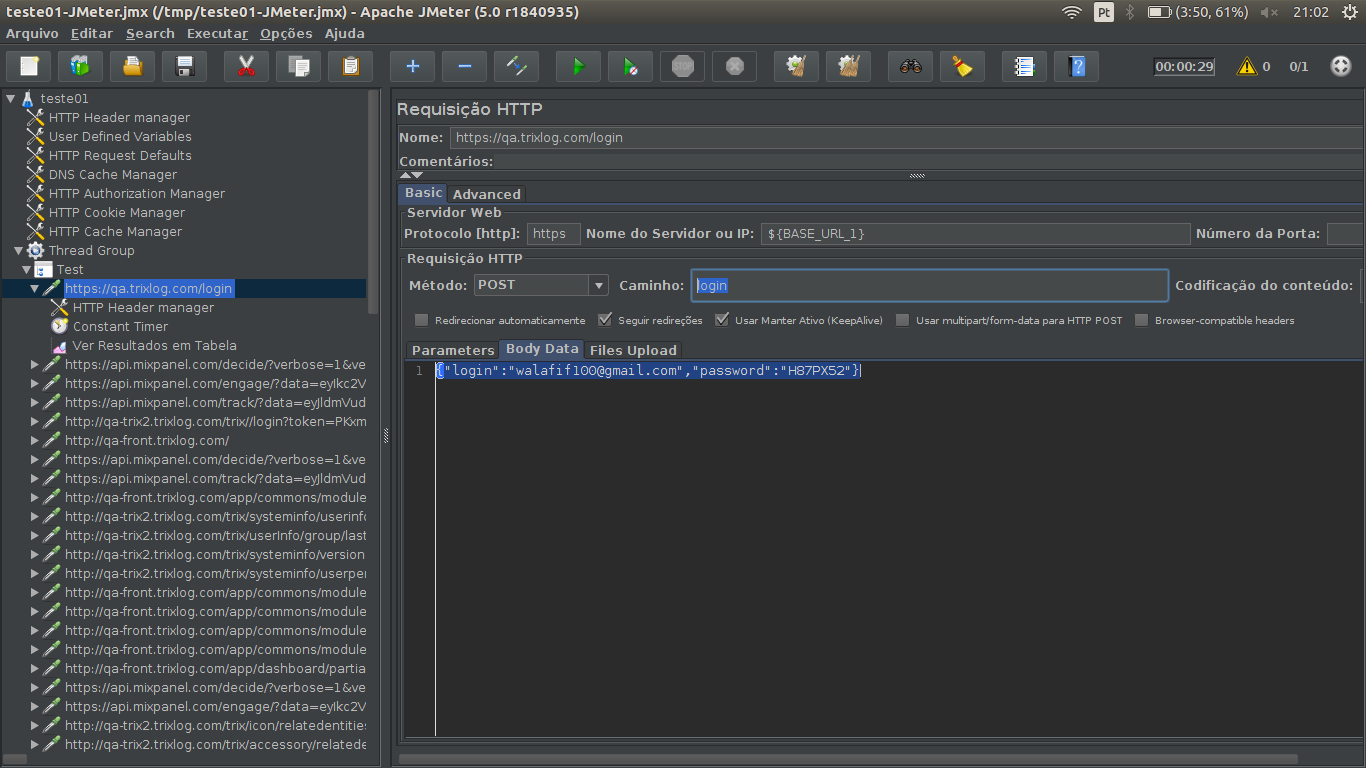 teste01-JMeter.jmx (/tmp/teste01-JMeter.jmx) - Apache JMeter (5.0 r1840935)
Pt
(3:50, 61%)
21:02
Arquivo Editar Search Executar Opções Ajuda
STOP
00:00:29
0
0/1
teste01
HTTP Header manager
User Defined Variables
HTTP Request Defaults
DNS Cache Manager
HTTP Authorization Manager
HTTP Cookie Manager
HTTP Cache Manager
Thread Group
Test
https://qa.trixlog.com/login
HTTP Header manager
Constant Timer
Ver Resultados em Tabela
https://api.mixpanel.com/decide/?verbose=1&ve
https://api.mixpanel.com/engage/?data=eyJkc2V
https://api.mixpanel.com/track/?data=eyJldmVud
http://qa-trix2.trixlog.com/trix//login?token=PKxm
http://qa-front.trixlog.com/
https://api.mixpanel.com/decide/?verbose=1&ve
https://api.mixpanel.com/track/?data=eyJldmVud
http://qa-front.trixlog.com/app/commons/module
http://qa-trix2.trixlog.com/trix/systeminfo/userinfo
http://qa-trix2.trixlog.com/trix/userInfo/group/last
http://qa-trix2.trixlog.com/trix/systeminfo/version
http://qa-trix2.trixlog.com/trix/systeminfo/userper
http://qa-front.trixlog.com/app/commons/module
http://qa-front.trixlog.com/app/commons/module
http://qa-front.trixlog.com/app/commons/module
http://qa-front.trixlog.com/app/commons/module
http://qa-front.trixlog.com/app/dashboard/partia
https://api.mixpanel.com/decide/?verbose=1&ve
https://api.mixpanel.com/engage/?data=eyJkc2V
http://qa-trix2.trixlog.com/trix/icon/relatedentities
http://qa-trix2.trixlog.com/trix/accessory/relatede
Requisição HTTP
Nome: https://qa.trixlog.com/login
Comentários:
Basic Advanced
Servidor Web
Protocolo [http]: https Nome do Servidor ou IP: ${BASE_URL_1} Número da Porta:
Requisição HTTP
Método: POST Caminho: login Codificação do conteúdo:
Redirecionar automaticamente Seguir redireções Usar Manter Ativo (KeepAlive) Usar multipart/form-data para HTTP POST Browser-compatible headers
Parameters Body Data Files Upload
1 {"login":"walafif100@gmail.com","password":"H87PX52"}